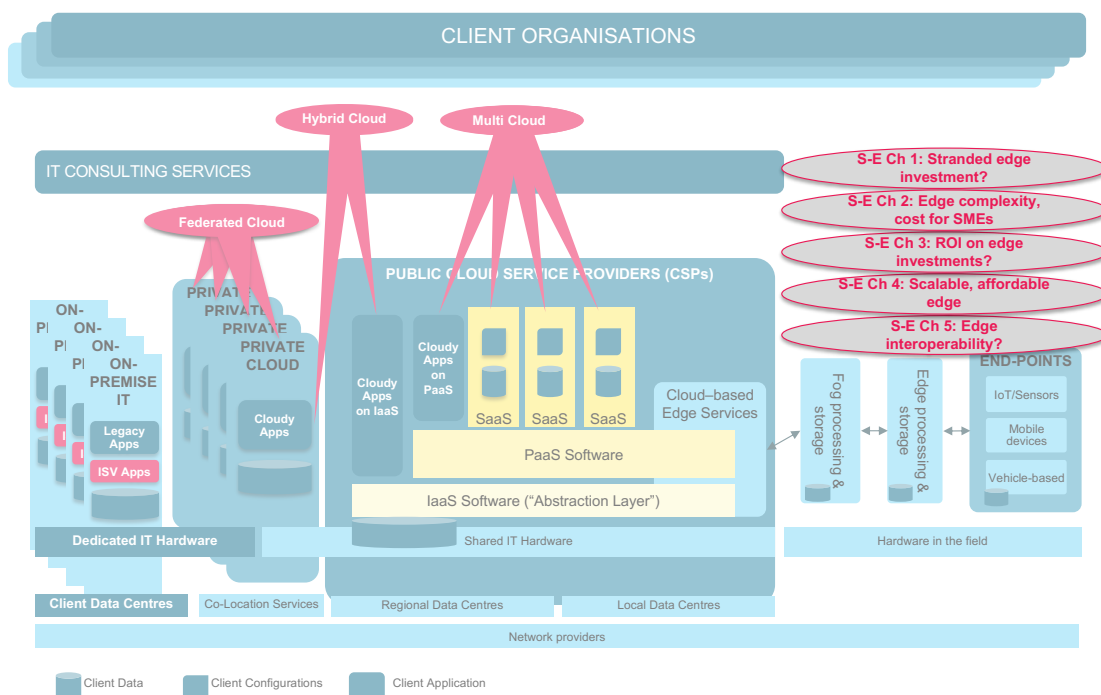 CLIENT ORGANISATIONS
Hybrid Cloud
Multi Cloud
IT CONSULTING SERVICES
S-E Ch 1: Stranded edge
investment?
S-E Ch 2: Edge complexity,
cost for SMEs
S-E Ch 3: ROI on edge
investments?
S-E Ch 4: Scalable, affordable
edge
S-E Ch 5: Edge
interoperability?
Federated Cloud
PUBLIC CLOUD SERVICE PROVIDERS (CSPs)
PRIVATE
PRIVATE
PRIVATE
PRIVATE
CLOUD
ON-
ON-
ON-
ON-
PREMISE
IT
Legacy
Apps
ISV Apps
Cloudy
Apps
Cloudy
Apps
on IaaS
Cloudy
Apps
on
PaaS
SaaS
SaaS
SaaS
Cloud–based
Edge Services
PaaS Software
IaaS Software (“Abstraction Layer”)
Fog processing &
storage
Edge processing &
storage
END-POINTS
IoT/Sensors
Mobile
devices
Vehicle-based
Dedicated IT Hardware
Shared IT Hardware
Hardware in the field
Client Data Centres
Co-Location Services
Regional Data Centres
Local Data Centres
Network providers
Client Data
Client Configurations
Client Application